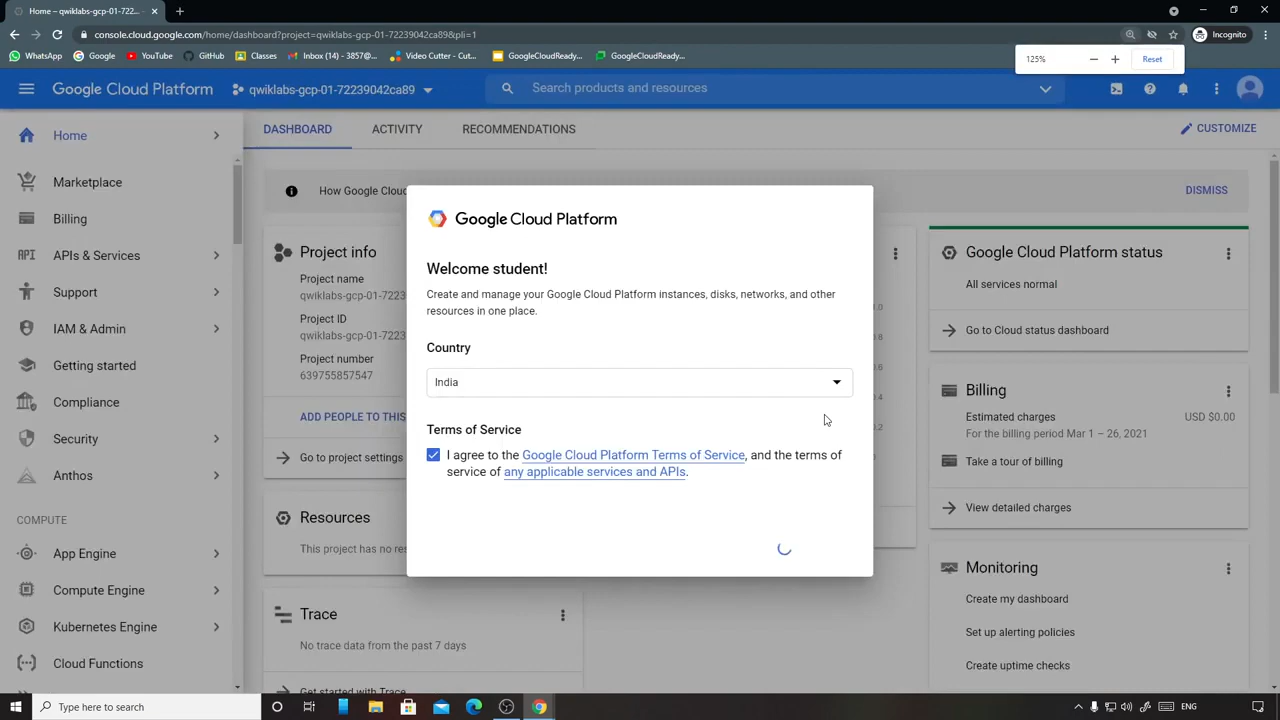 Home – qwiklabs-gcp-01-722
console.cloud.google.com/home/dashboard?project=qwiklabs-gcp-01-72239042ca89&pli=1
Incognito
WhatsApp
Google
YouTube
GitHub
Classes
Inbox (14) - 3857@...
Video Cutter - Cut...
GoogleCloudReady...
GoogleCloudReady...
125%
Reset
Google Cloud Platform
qwiklabs-gcp-01-72239042ca89
Search products and resources
Home
Marketplace
Billing
API
APIs & Services
Support
IAM & Admin
Getting started
Compliance
Security
Anthos
COMPUTE
App Engine
Compute Engine
Kubernetes Engine
Cloud Functions
DASHBOARD
ACTIVITY
RECOMMENDATIONS
CUSTOMIZE
How Google Cloud
DISMISS
Project info
Project name
qwiklabs-gcp-01-7223
Project ID
qwiklabs-gcp-01-7223
Project number
639755857547
ADD PEOPLE TO THIS
Go to project settings
Resources
This project has no res
Trace
No trace data from the past 7 days
Get started with Trace
Google Cloud Platform
Welcome student!
Create and manage your Google Cloud Platform instances, disks, networks, and other
resources in one place.
Country
India
Terms of Service
I agree to the Google Cloud Platform Terms of Service, and the terms of
service of any applicable services and APIs.
Google Cloud Platform status
All services normal
Go to Cloud status dashboard
Billing
Estimated charges
USD $0.00
For the billing period Mar 1 – 26, 2021
Take a tour of billing
View detailed charges
Monitoring
Create my dashboard
Set up alerting policies
Create uptime checks
Type here to search
ENG